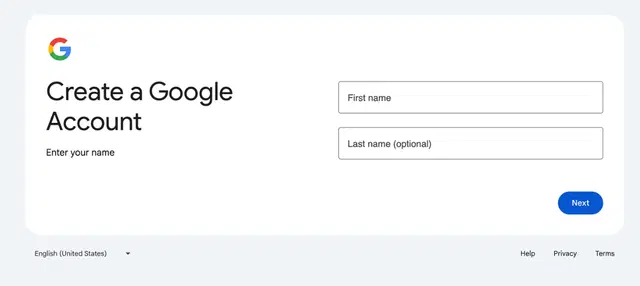 Create a Google
Account
Enter your name
First name
Last name (optional)
Next
English (United States)
Help
Privacy
Terms